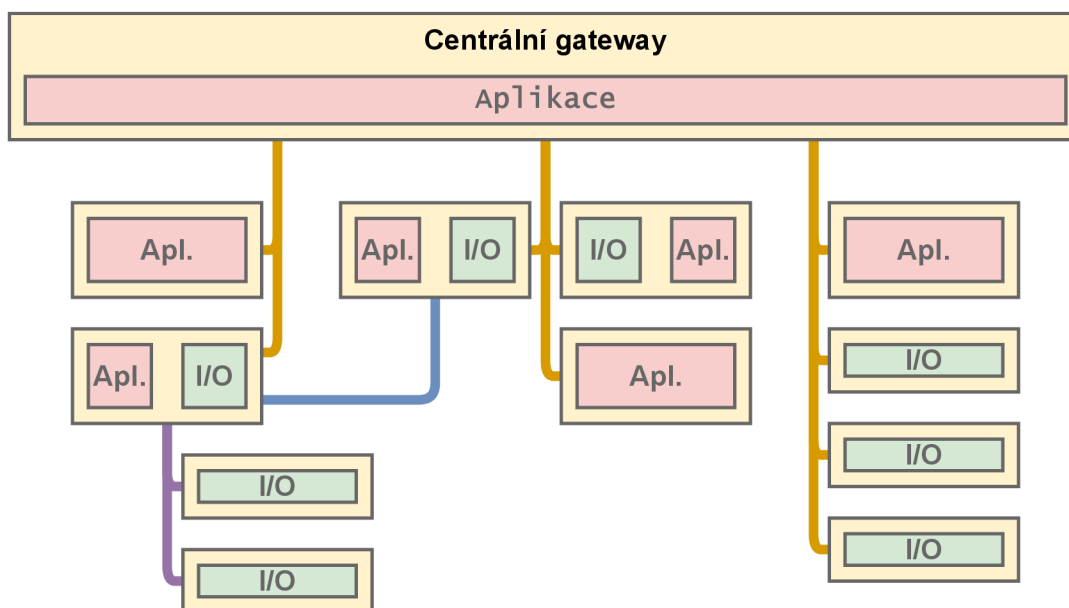 Centrální gateway
Aplikace
Apl.
Apl. I/O
I/O Apl.
Apl.
Apl. I/O
Apl.
I/O
I/O
I/O
I/O
I/O